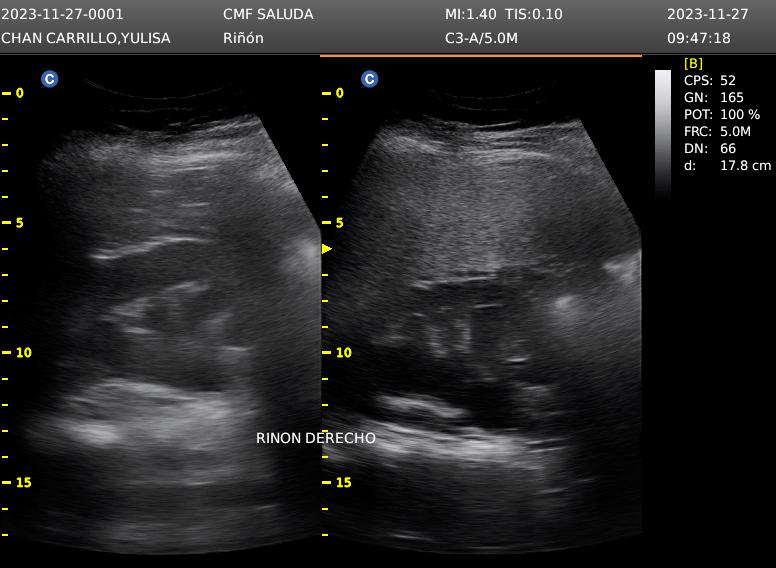 2023-11-27-0001 CMF SALUDA MI:1.40 TIS:0.10 2023-11-27
CHAN CARRILLO,YULISA Riñón C3-A/5.0M 09:47:18
C C
[B]
CPS: 52
GN: 165
POT: 100 %
FRC: 5.0M
DN: 66
d: 17.8 cm
0 0
5 5
10 10
RINON DERECHO
15 15